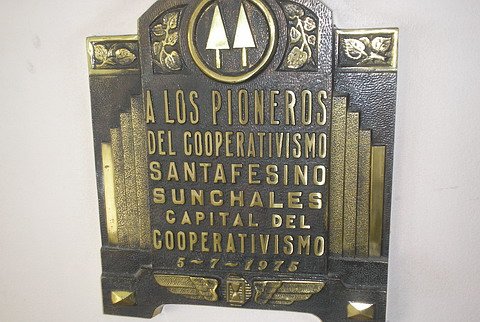 A LOS PIONEROS
DEL COOPERATIVISMO
SANTAFESINO
SUNCHALES
CAPITAL DEL
COOPERATIVISMO
5-7-1975